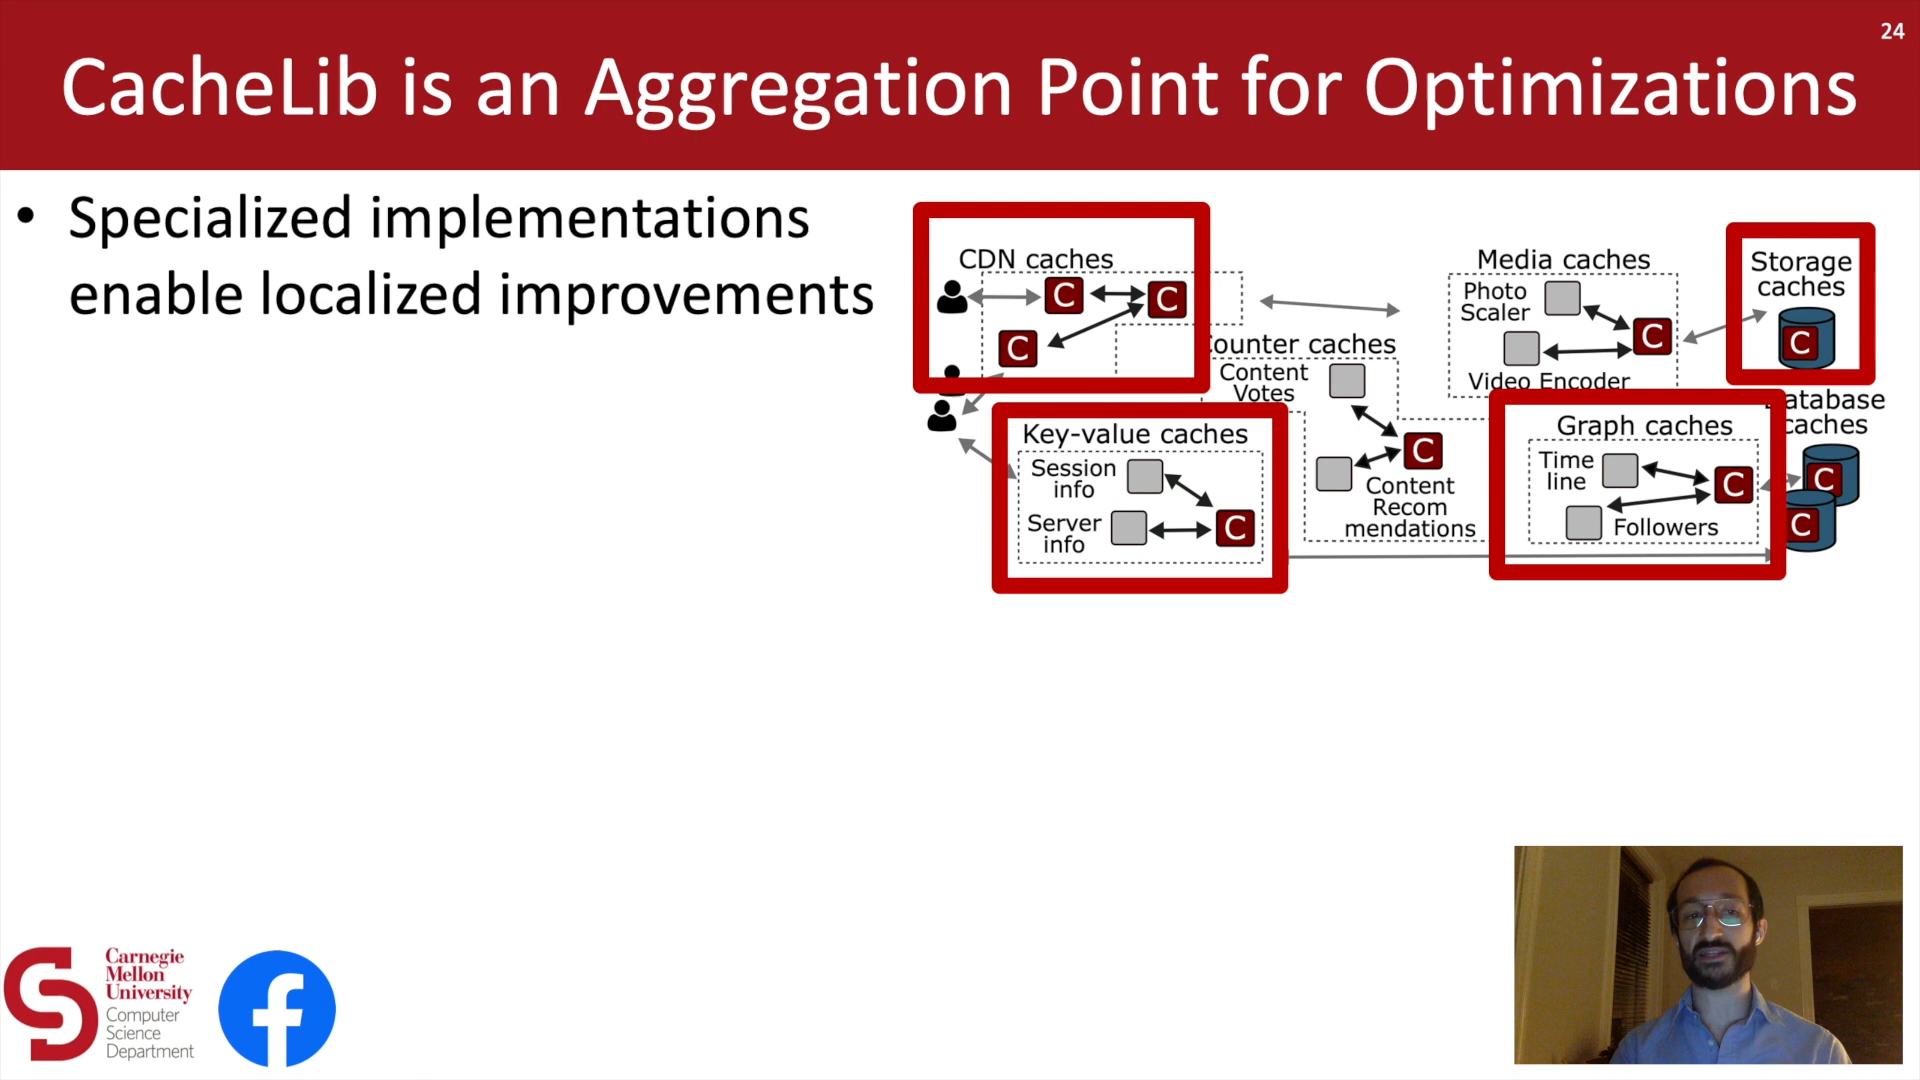 24
CacheLib is an Aggregation Point for Optimizations
• Specialized implementations
enable localized improvements
CDN caches
C
C
C
Key-value caches
Session
info
Server
info
C
ounter caches
Content
Votes
C
Content
Recom
mendations
Media caches
Photo
Scaler
C
Video Encoder
Storage
caches
C
Graph caches
Time
line
C
Followers
atabase
caches
C
C
Carnegie
Mellon
University
Computer
Science
Department
f